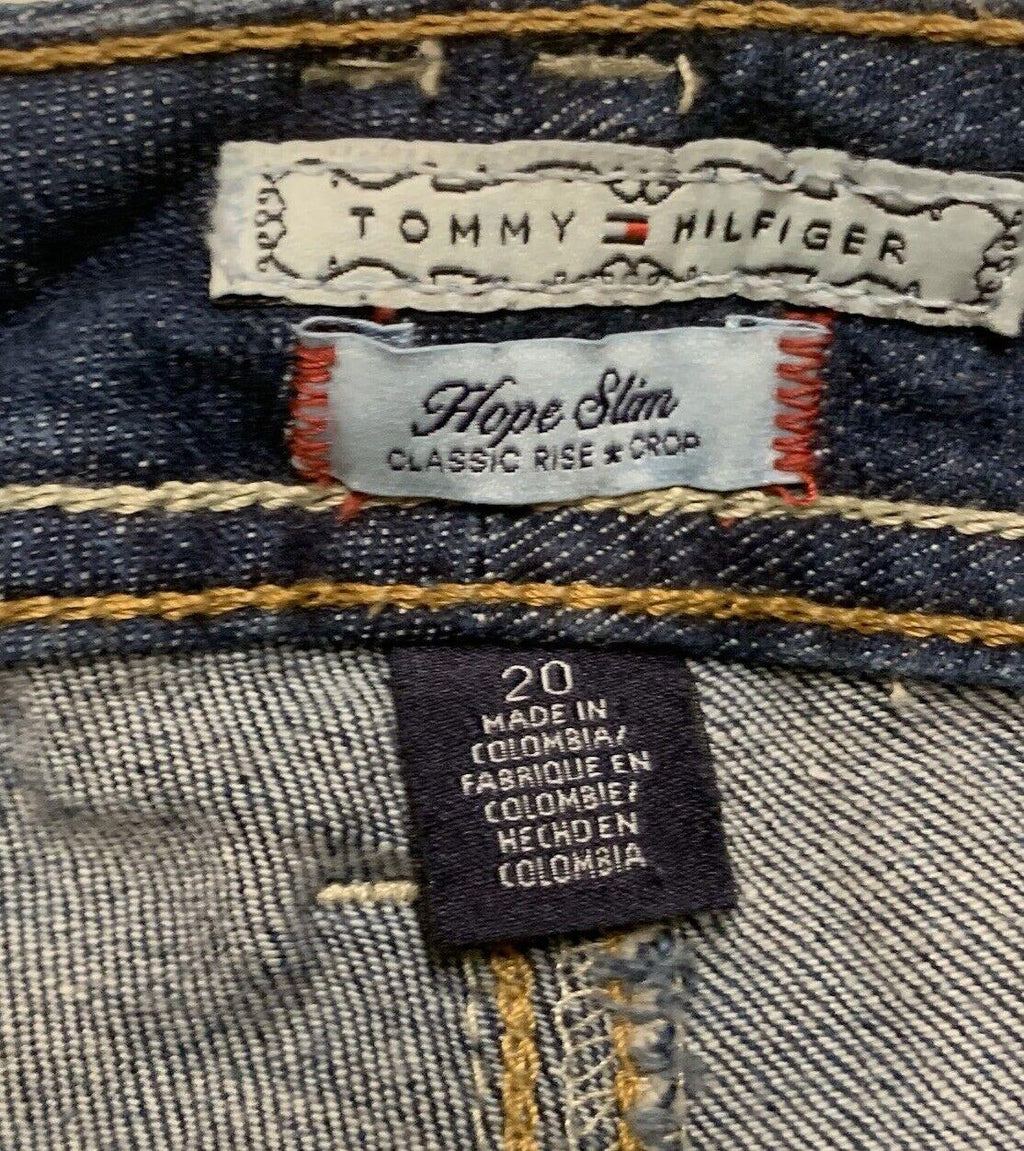 TOMMY HILFIGER
Hope Slim
CLASSIC RISE ★ CROP
20
MADE IN
COLOMBIA/
FABRIQUE EN
COLOMBIE/
HECHO EN
COLOMBIA